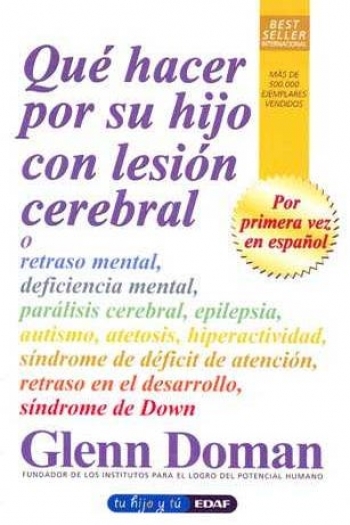 BEST
SELLER
INTERNACIONAL
MÁS DE
500.000
EJEMPLARES
VENDIDOS
Qué hacer
por su hijo
con lesión
cerebral
Por
primera vez
en español
o
retraso mental,
deficiencia mental,
parálisis cerebral, epilepsia,
autismo, atetosis, hiperactividad,
síndrome de déficit de atención,
retraso en el desarrollo,
síndrome de Down
Glenn Doman
FUNDADOR DE LOS INSTITUTOS PARA EL LOGRO DEL POTENCIAL HUMANO
tu hijo y tú EDAF